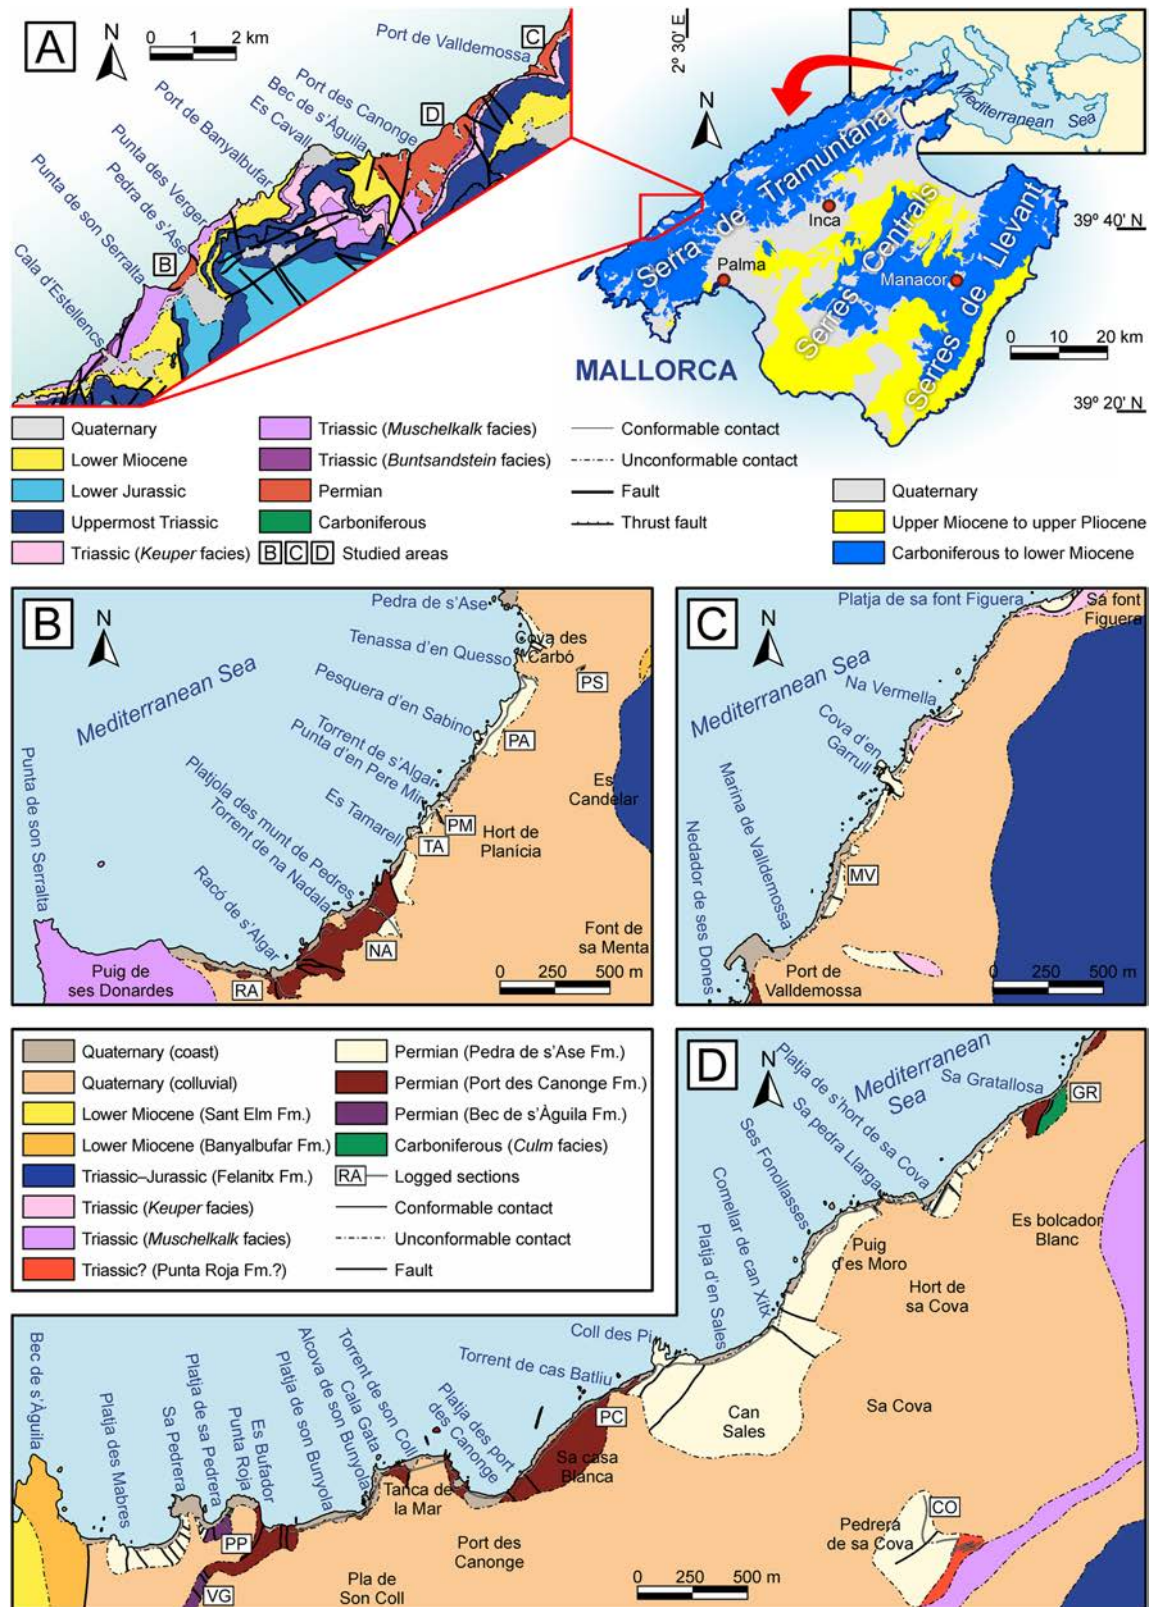 A
N
0 1 2 km
Port de Valldemossa
C
Port des Canonge
Bec de s'Àguila
Es Cavall
D
Port de Banyalbufar
Punta des Verger
Pedra de s'Ase
Punta de son Serralta
B
Cala d'Estellencs
2º 30' E
Mediterranean Sea
N
Serra de Tramuntana
Inca
Palma
Serres Centrals
Manacor
Serres de Llevant
39º 40' N
0 10 20 km
MALLORCA
39º 20' N
Quaternary
Lower Miocene
Lower Jurassic
Uppermost Triassic
Triassic (Keuper facies)
Triassic (Muschelkalk facies)
Triassic (Buntsandstein facies)
Permian
Carboniferous
B C D Studied areas
Conformable contact
Unconformable contact
Fault
Thrust fault
Quaternary
Upper Miocene to upper Pliocene
Carboniferous to lower Miocene
B
N
Mediterranean Sea
Pedra de s'Ase
Tenassa d'en Quesso
Cova des
Carbó
PS
Pesquera d'en Sabino
PA
Torrent de s'Algar
Punta d'en Pere Mir
Es Tamarell
PM
TA
Es
Candelar
Hort de
Planícia
Platjola des munt de Pedres
Torrent de na Nadala
Racó de s'Algar
NA
RA
Punta de son Serralta
Puig de
ses Donardes
Font de
sa Menta
0 250 500 m
C
N
Mediterranean Sea
Platja de sa font Figuera
Sa font
Figuera
Na Vermella
Cova d'en
Garrull
Marina de Valldemossa
MV
Nedador de ses Dones
Port de
Valldemossa
0 250 500 m
Quaternary (coast)
Quaternary (colluvial)
Lower Miocene (Sant Elm Fm.)
Lower Miocene (Banyalbufar Fm.)
Triassic–Jurassic (Felanitx Fm.)
Triassic (Keuper facies)
Triassic (Muschelkalk facies)
Triassic? (Punta Roja Fm.?)
Permian (Pedra de s'Ase Fm.)
Permian (Port des Canonge Fm.)
Permian (Bec de s'Àguila Fm.)
Carboniferous (Culm facies)
RA Logged sections
Conformable contact
Unconformable contact
Fault
D
N
Mediterranean
Sea
Sa Gratallosa
GR
Platja de s'hort de sa Cova
Sa pedra Llarga
Ses Fonollasses
Comellar de can Xitx
Platja d'en Sales
Coll des Pi
Torrent de cas Batliu
Puig
d'es Moro
Es bolcador
Blanc
Hort de
sa Cova
Sa Cova
Can
Sales
PC
Sa casa
Blanca
Platja des port
des Canonge
Torrent de son Coll
Cala Gata
Alcova de son Bunyola
Platja de son Bunyola
Es Bufador
Punta Roja
Platja de sa Pedrera
Sa Pedrera
Platja des Mabres
Bec de s'Àguila
Tanca de
la Mar
PP
VG
Pla de
Son Coll
Port des
Canonge
CO
Pedrera
de sa Cova
0 250 500 m